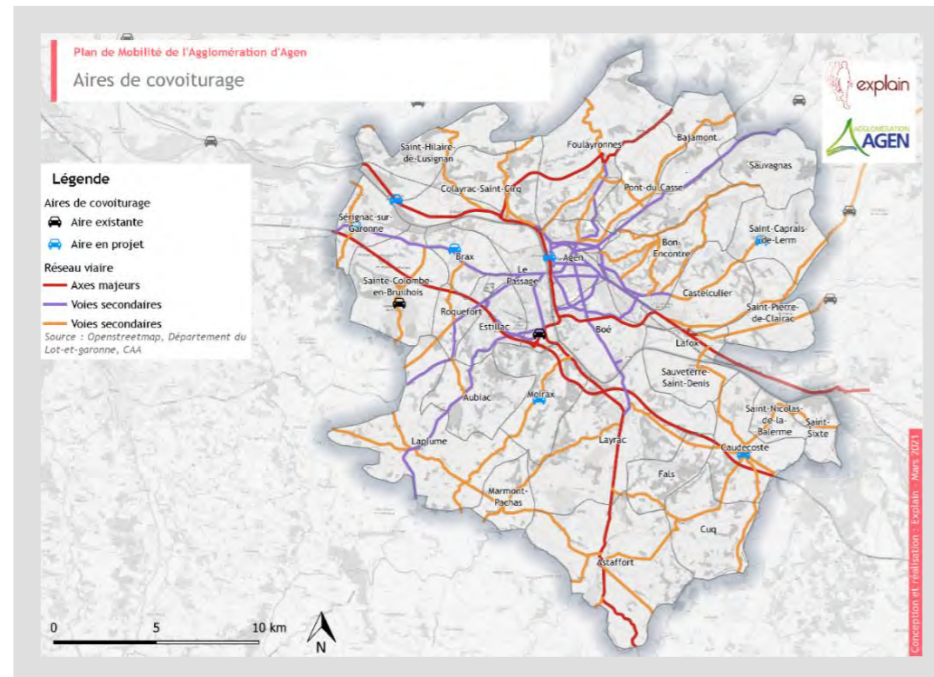 Plan de Mobilité de l'Agglomération d'Agen
Aires de covoiturage
explain
AGGLOMÉRATION
AGEN
Légende
Aires de covoiturage
Aire existante
Aire en projet
Réseau viaire
Axes majeurs
Voies secondaires
Voies secondaires
Source : Openstreetmap, Département du
Lot-et-garonne, CAA
Saint-Hilaire-
de-Lusignan
Foulayronnes
Bajamont
Sauvagnas
Colayrac-Saint-Cirq
Pont-du-Casse
Sérignac-sur-
Garonne
Saint-Caprais
de-Lerm
Brax
Agen
Bon-
Encontre
Le
Passage
Sainte-Colombe-
en-Bruilhois
Castelculier
Roquefort
Saint-Pierre-
de-Clairac
Estillac
Boé
Lafox
Sauveterre-
Saint-Denis
Aubiac
Moirax
Saint-Nicolas-
de-la-
Balerme
Saint-
Sixte
Laplume
Layrac
Caudecoste
Fals
Marmont-
Pachas
Cuq
Astaffort
0 5 10 km
N
Conception et réalisation : Explain - Mars 2021